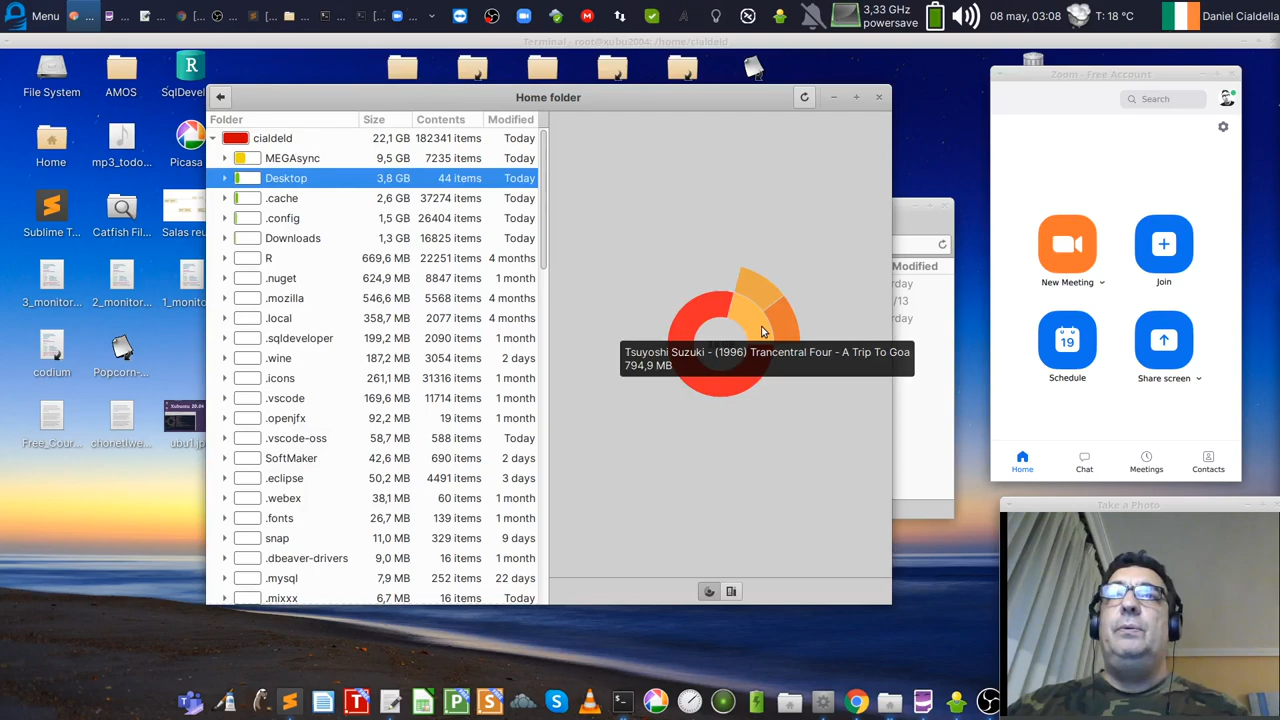 Menu
3,33 GHz
powersave
08 may, 03:08
T: 18 °C
Daniel Cialdella
Terminal - root@xubu2004: /home/cialdeld
File System
AMOS
SqlDevel
Home
mp3_todo...
Picasa
Sublime T...
Catfish Fil...
Salas reu
3_monitor
2_monitor
1_monitor
codium
Popcorn-...
Free_Cour...
chonetiwe...
ubu1.jp
Home folder
Folder Size Contents Modified
cialdeld 22,1 GB 182341 items Today
MEGAsync 9,5 GB 7235 items Today
Desktop 3,8 GB 44 items Today
.cache 2,6 GB 37274 items Today
.config 1,5 GB 26404 items Today
Downloads 1,3 GB 16825 items Today
R 669,6 MB 22251 items 4 months
.nuget 624,9 MB 8847 items 1 month
.mozilla 546,6 MB 5568 items 4 months
.local 358,7 MB 2077 items 4 months
.sqldeveloper 199,2 MB 2090 items 1 month
.wine 187,2 MB 3054 items 2 days
.icons 261,1 MB 31316 items 1 month
.vscode 169,6 MB 11714 items 1 month
.openjfx 92,2 MB 19 items 1 month
.vscode-oss 58,7 MB 588 items Today
SoftMaker 42,6 MB 690 items 2 days
.eclipse 50,2 MB 4491 items 3 days
.webex 38,1 MB 60 items 1 month
.fonts 26,7 MB 139 items 1 month
snap 11,0 MB 329 items 9 days
.dbeaver-drivers 9,0 MB 16 items 1 month
.mysql 7,9 MB 252 items 22 days
.mixxx 6,7 MB 16 items Today
Tsuyoshi Suzuki - (1996) Trancentral Four - A Trip To Goa
794,9 MB
Modified
rday
/13
rday
Zoom - Free Account
Search
New Meeting
Join
19
Schedule
Share screen
Home
Chat
Meetings
Contacts
Take a Photo